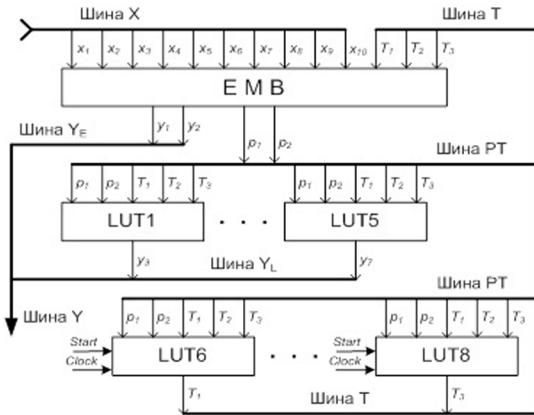 Шина X Шина T
x1 x2 x3 x4 x5 x6 x7 x8 x9 x10 T1 T2 T3
E M B
Шина YE y1 y2 p1 p2
Шина PT
p1 p2 T1 T2 T3 p1 p2 T1 T2 T3
LUT1 . . . LUT5
y3 Шина YL y7
Шина PT
Шина Y p1 p2 T1 T2 T3 p1 p2 T1 T2 T3
Start Start
Clock LUT6 . . . Clock LUT8
T1 Шина T T3